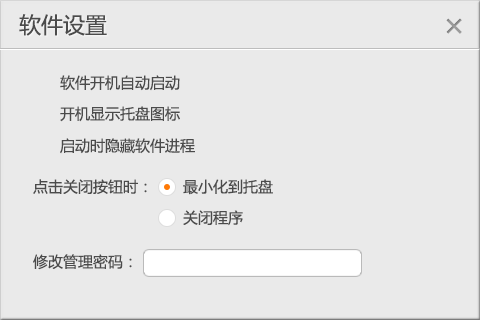 软件设置
软件开机自动启动
开机显示托盘图标
启动时隐藏软件进程
点击关闭按钮时： 最小化到托盘
关闭程序
修改管理密码：